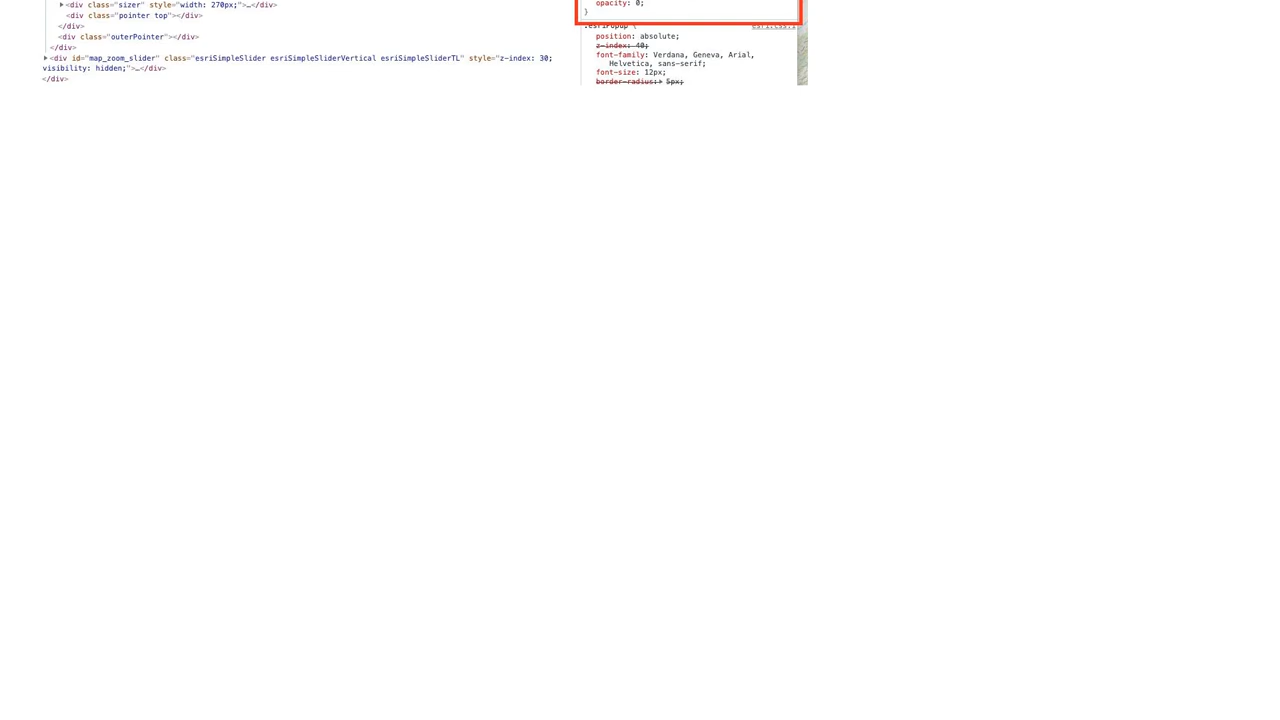 ▶<div class="sizer" style="width: 270px;">…</div>
<div class="pointer top"></div>
</div>
<div class="outerPointer"></div>
</div>
▶<div id="map_zoom_slider" class="esriSimpleSlider esriSimpleSliderVertical esriSimpleSliderTL" style="z-index: 30;
visibility: hidden;">…</div>
</div>
opacity: 0;
}
.esriPopup {
position: absolute;
z-index: 40;
font-family: Verdana, Geneva, Arial,
Helvetica, sans-serif;
font-size: 12px;
border-radius:▶ 5px;